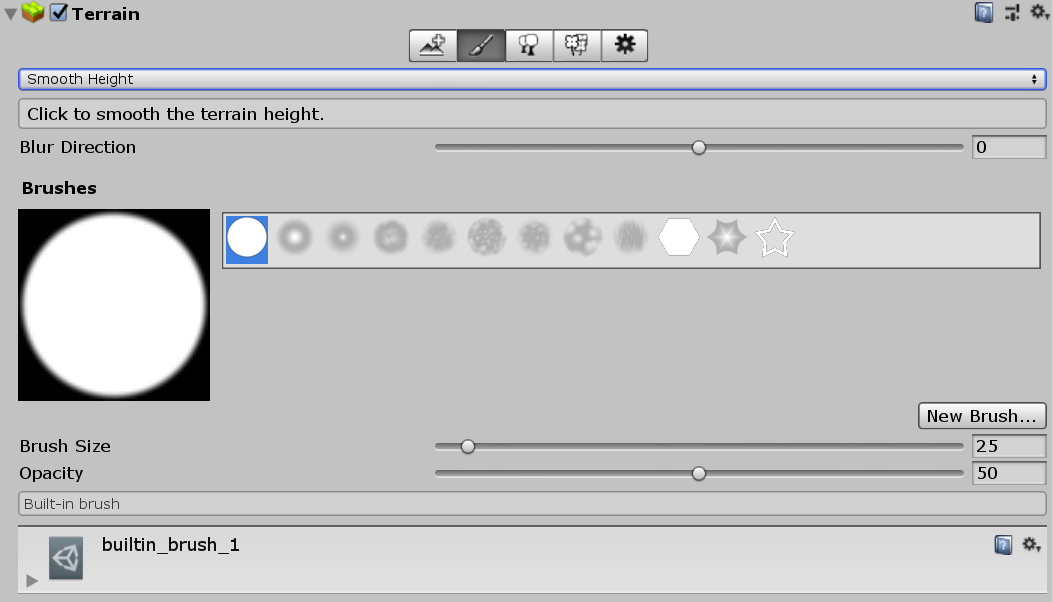 Terrain
Smooth Height
Click to smooth the terrain height.
Blur Direction 0
Brushes
New Brush...
Brush Size 25
Opacity 50
Built-in brush
builtin_brush_1